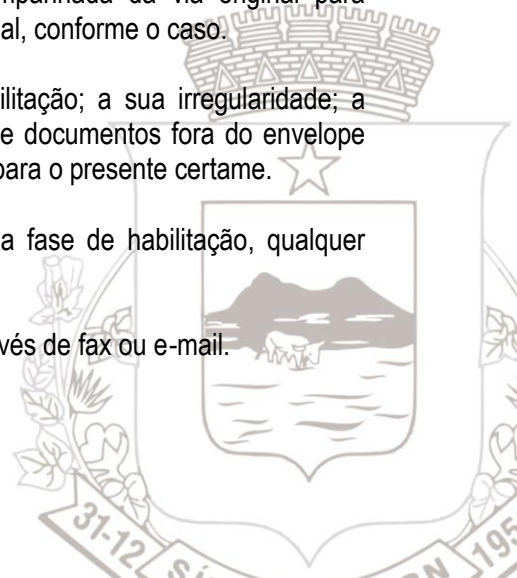 al, conforme o caso.
ilitação; a sua irregularidade; a
e documentos fora do envelope
para o presente certame.
a fase de habilitação, qualquer
vés de fax ou e-mail.
31-12